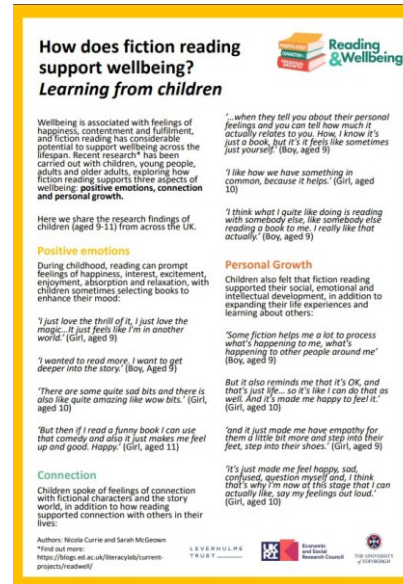 How does fiction reading
support wellbeing?
Learning from children
Reading
&Wellbeing
Wellbeing is associated with feelings of
happiness, contentment and fulfilment,
and fiction reading has considerable
potential to support wellbeing across the
lifespan. Recent research* has been
carried out with children, young people,
adults and older adults, exploring how
fiction reading supports three aspects of
wellbeing: positive emotions, connection
and personal growth.
Here we share the research findings of
children (aged 9-11) from across the UK.
Positive emotions
During childhood, reading can prompt
feelings of happiness, interest, excitement,
enjoyment, absorption and relaxation, with
children sometimes selecting books to
enhance their mood:
'I just love the thrill of it, I just love the
magic...It just feels like I'm in another
world.' (Girl, aged 9)
'I wanted to read more. I want to get
deeper into the story.' (Boy, Aged 9)
'There are some quite sad bits and there is
also like quite amazing like wow bits.' (Girl,
aged 10)
'But then if I read a funny book I can use
that comedy and also it just makes me feel
up and good. Happy.' (Girl, aged 11)
Connection
Children spoke of feelings of connection
with fictional characters and the story
world, in addition to how reading
supported connection with others in their
lives:
'...when they tell you about their personal
feelings and you can tell how much it
actually relates to you. How, I know it's
just a book, but it's it feels like sometimes
just yourself.' (Boy, aged 9)
'I like how we have something in
common, because it helps.' (Girl, aged
10)
'I think what I quite like doing is reading
with somebody else, like somebody else
reading a book to me. I really like that
actually.' (Boy, aged 9)
Personal Growth
Children also felt that fiction reading
supported their social, emotional and
intellectual development, in addition to
expanding their life experiences and
learning about others:
'Some fiction helps me a lot to process
what's happening to me, what's
happening to other people around me'
(Boy, aged 9)
But it also reminds me that it's OK, and
that's just life... so it's like I can do that as
well. And it's made me happy to feel it.'
(Girl, aged 10)
'and it just made me have empathy for
them a little bit more and step into their
feet, step into their shoes.' (Girl, aged 9)
'it's just made me feel happy, sad,
confused, question myself and, I think
that's why I'm now at this stage that I can
actually like, say my feelings out loud.'
(Girl, aged 10)
Authors: Nicola Currie and Sarah McGeown
*Find out more:
https://blogs.ed.ac.uk/literacylab/current-
projects/readwell/
LEVERHULME
TRUST
UKRI
Economic
and Social
Research Council
THE UNIVERSITY
of EDINBURGH